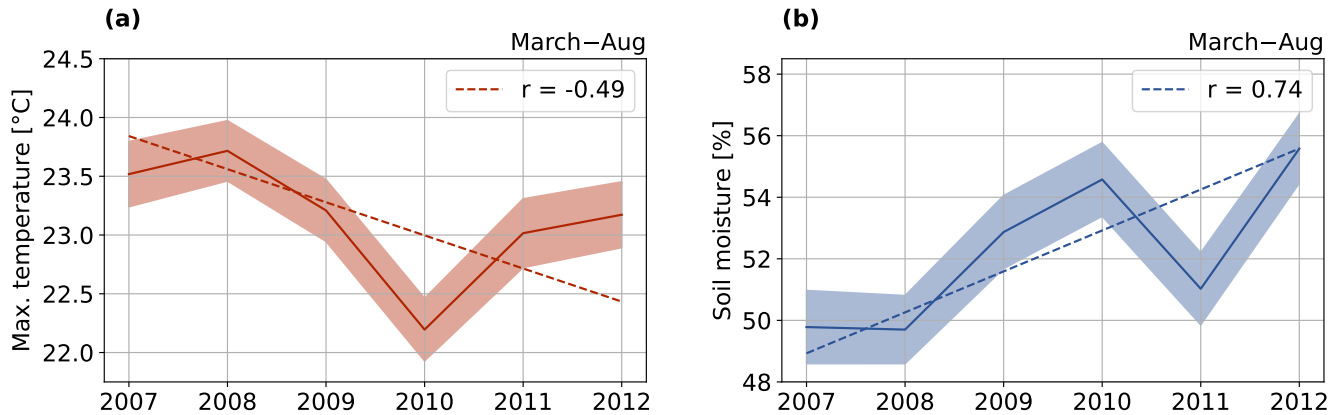 (a)
March−Aug
r = -0.49
Max. temperature [°C]
24.5
24.0
23.5
23.0
22.5
22.0
2007 2008 2009 2010 2011 2012
(b)
March−Aug
r = 0.74
Soil moisture [%]
58
56
54
52
50
48
2007 2008 2009 2010 2011 2012